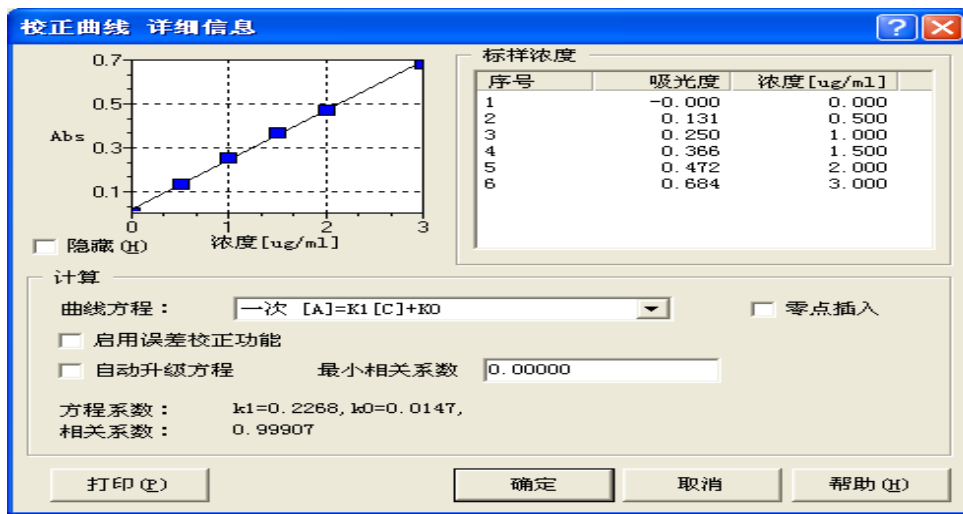 校正曲线 详细信息
0.7
0.5
Abs
0.3
0.1
0 1 2 3
浓度[ug/ml]
隐藏(H)
标样浓度
序号 吸光度 浓度[ug/ml]
1 -0.000 0.000
2 0.131 0.500
3 0.250 1.000
4 0.366 1.500
5 0.472 2.000
6 0.684 3.000
计算
曲线方程： 一次 [A]=K1[C]+K0 零点插入
启用误差校正功能
自动升级方程 最小相关系数 0.00000
方程系数： k1=0.2268,k0=0.0147,
相关系数： 0.99907
打印(P) 确定 取消 帮助(H)